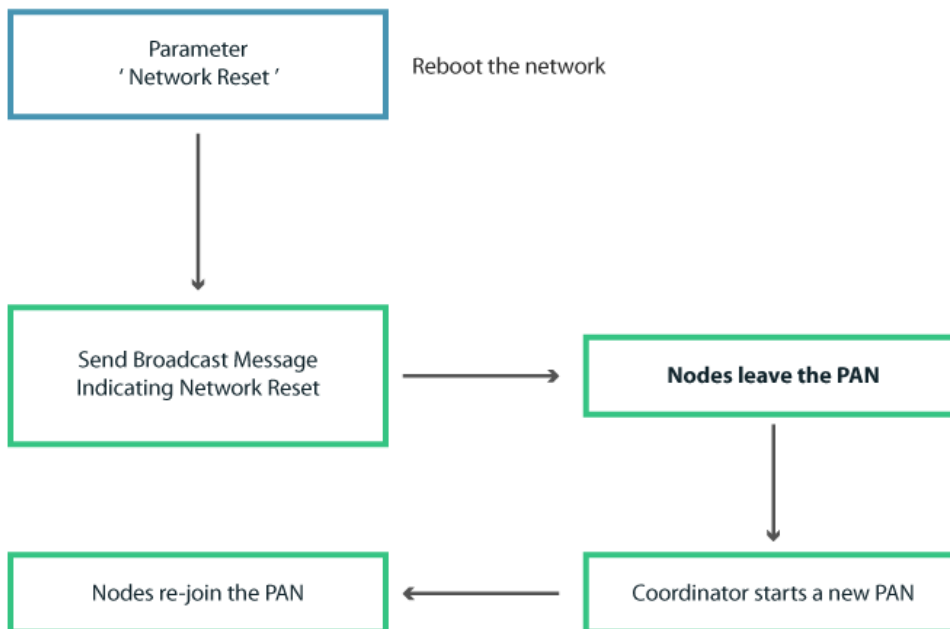 Parameter
‘ Network Reset ’
Reboot the network
Send Broadcast Message
Indicating Network Reset
Nodes leave the PAN
Nodes re-join the PAN
Coordinator starts a new PAN